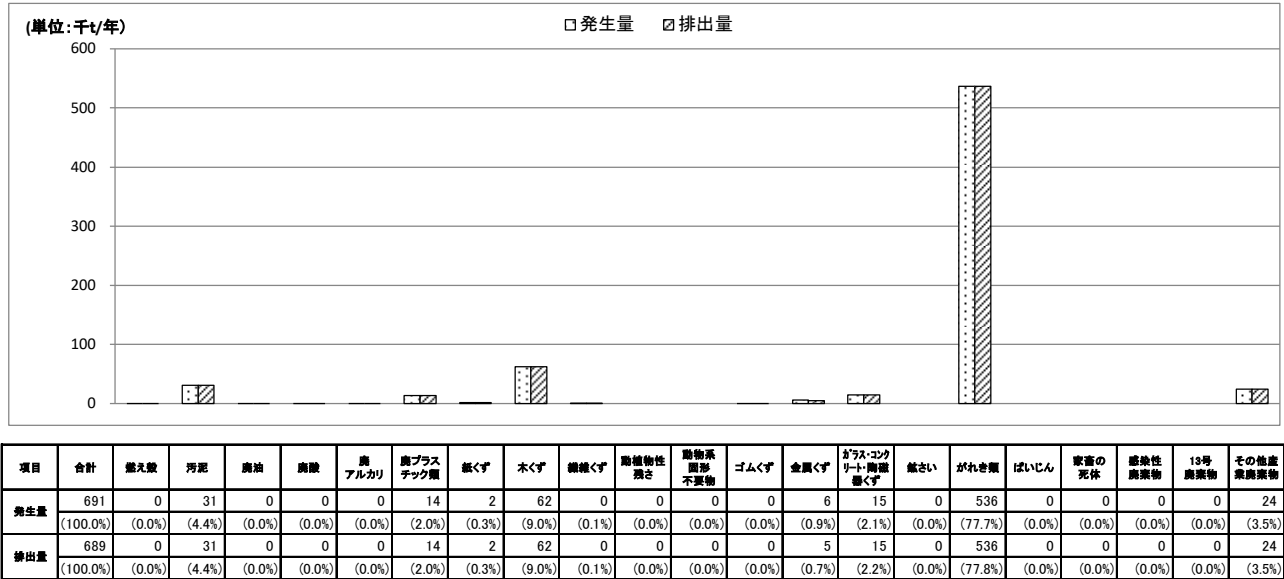 (単位:千t/年)
□発生量 ▨排出量
600
500
400
300
200
100
0
項目 合計 燃え殻 汚泥 廃油 廃酸 廃アルカリ 廃プラスチック類 紙くず 木くず 繊維くず 動植物性残さ 動物系固形不要物 ゴムくず 金属くず ガラス・コンクリート・陶磁器くず 鉱さい がれき類 ばいじん 家畜の死体 感染性廃棄物 13号廃棄物 その他産業廃棄物
発生量 691 0 31 0 0 0 14 2 62 0 0 0 0 6 15 0 536 0 0 0 0 24
(100.0%) (0.0%) (4.4%) (0.0%) (0.0%) (0.0%) (2.0%) (0.3%) (9.0%) (0.1%) (0.0%) (0.0%) (0.0%) (0.9%) (2.1%) (0.0%) (77.7%) (0.0%) (0.0%) (0.0%) (0.0%) (3.5%)
排出量 689 0 31 0 0 0 14 2 62 0 0 0 0 5 15 0 536 0 0 0 0 24
(100.0%) (0.0%) (4.4%) (0.0%) (0.0%) (0.0%) (2.0%) (0.3%) (9.0%) (0.1%) (0.0%) (0.0%) (0.0%) (0.7%) (2.2%) (0.0%) (77.8%) (0.0%) (0.0%) (0.0%) (0.0%) (3.5%)